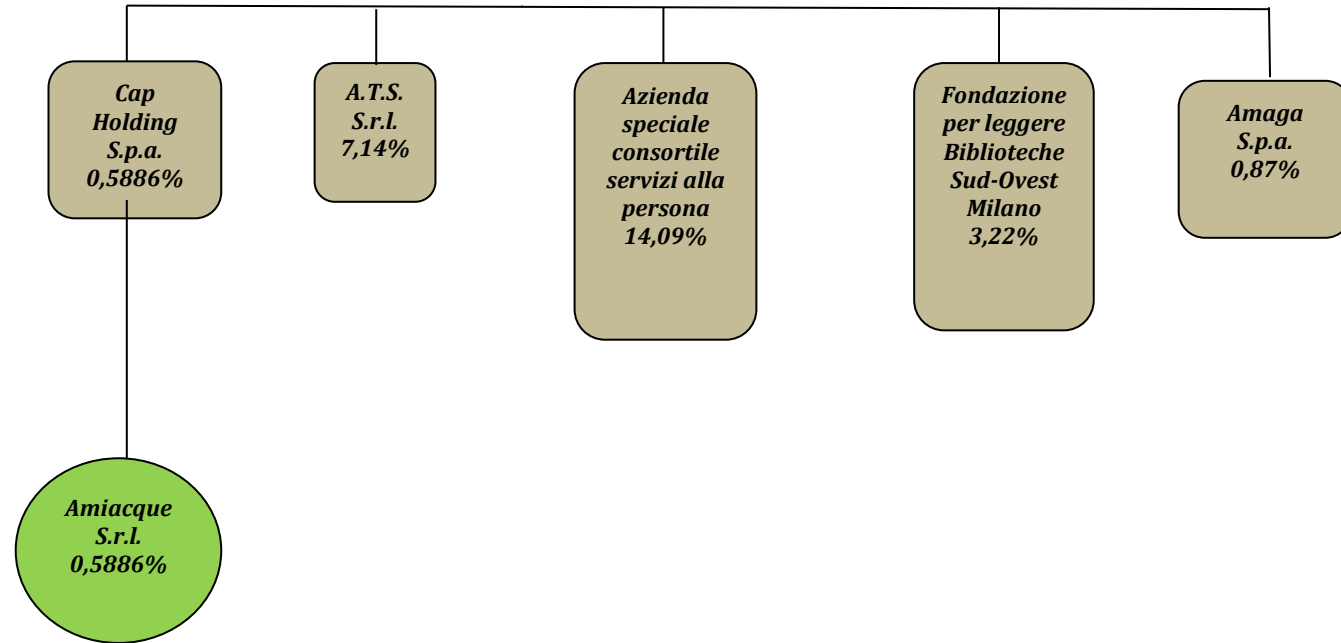 Cap
Holding
S.p.a.
0,5886%
A.T.S.
S.r.l.
7,14%
Azienda
speciale
consortile
servizi alla
persona
14,09%
Fondazione
per leggere
Biblioteche
Sud-Ovest
Milano
3,22%
Amaga
S.p.a.
0,87%
Amiacque
S.r.l.
0,5886%